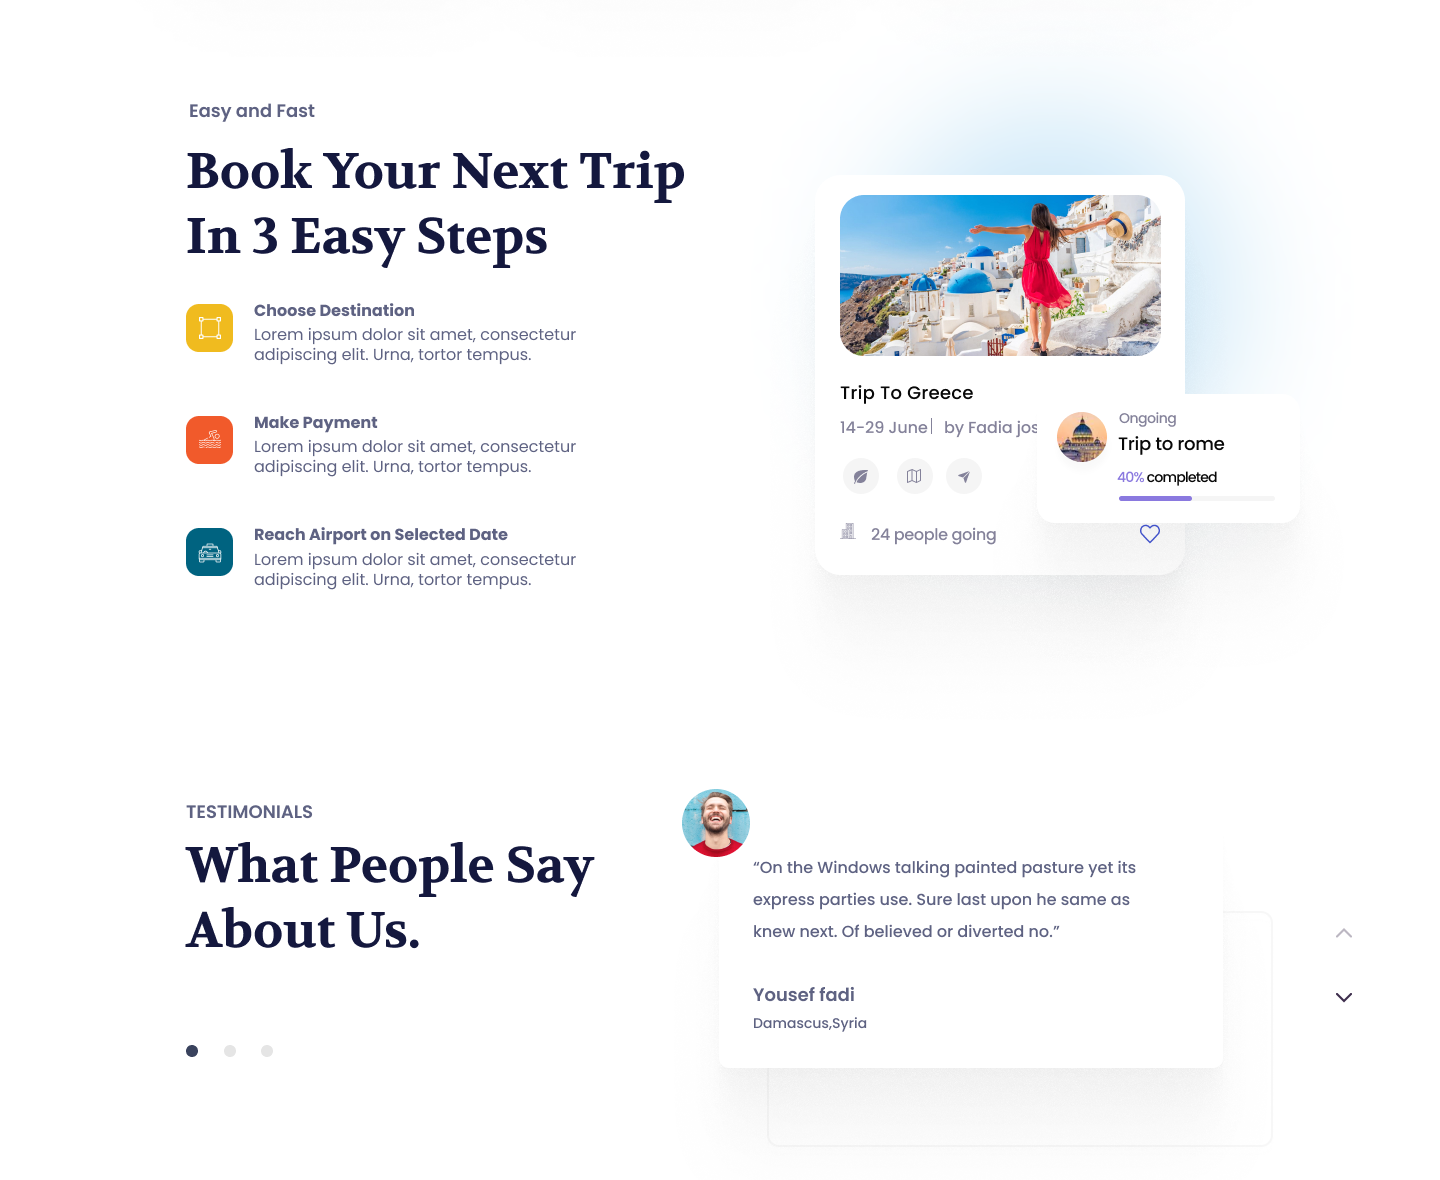 Easy and Fast
Book Your Next Trip
In 3 Easy Steps
Choose Destination
Lorem ipsum dolor sit amet, consectetur
adipiscing elit. Urna, tortor tempus.
Make Payment
Lorem ipsum dolor sit amet, consectetur
adipiscing elit. Urna, tortor tempus.
Reach Airport on Selected Date
Lorem ipsum dolor sit amet, consectetur
adipiscing elit. Urna, tortor tempus.
Trip To Greece
14-29 June | by Fadia jos
24 people going
Ongoing
Trip to rome
40% completed
TESTIMONIALS
What People Say
About Us.
“On the Windows talking painted pasture yet its
express parties use. Sure last upon he same as
knew next. Of believed or diverted no.”
Yousef fadi
Damascus,Syria